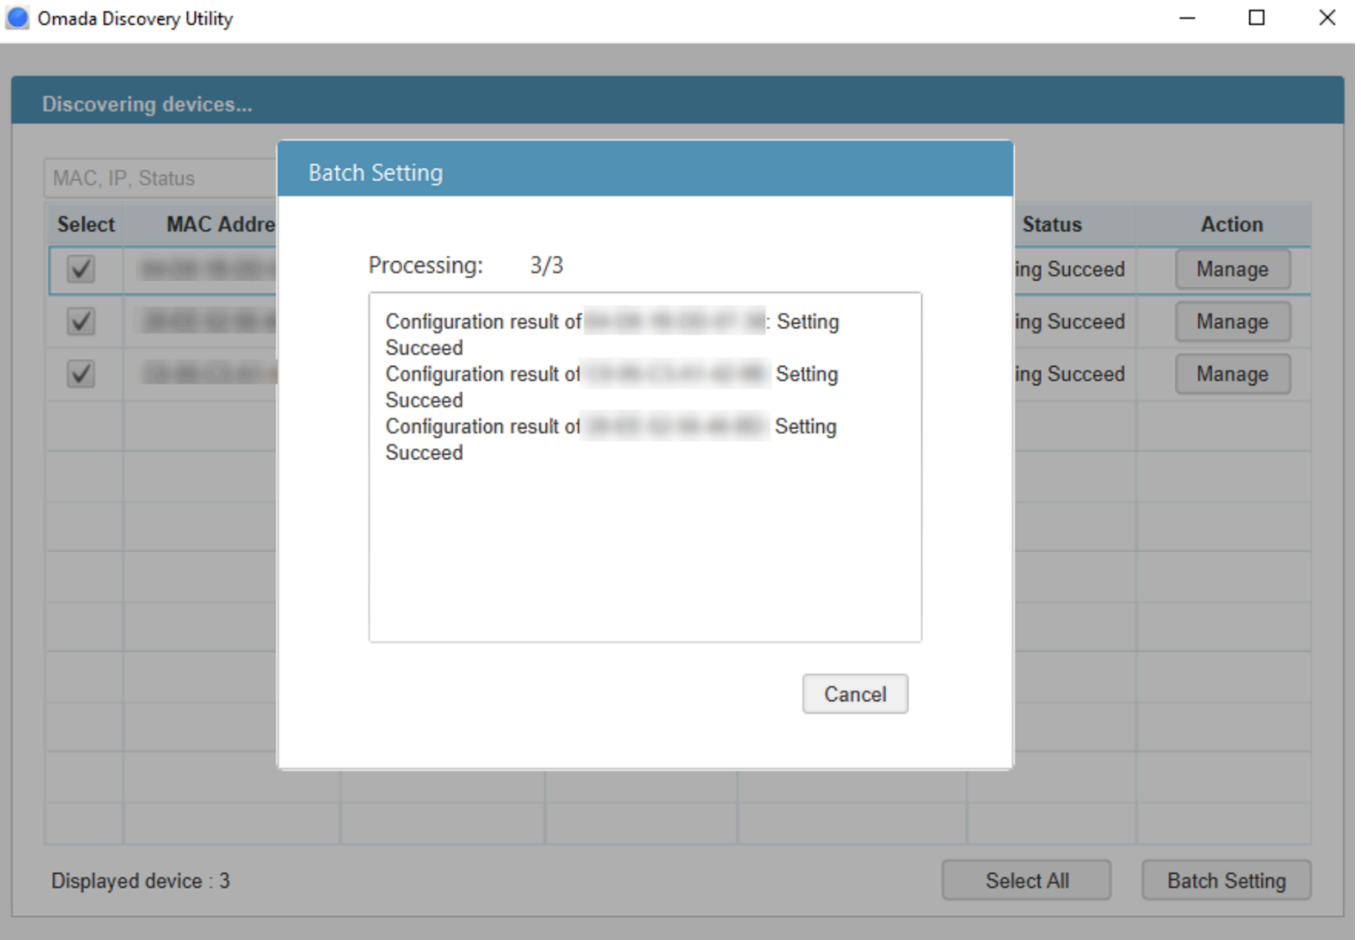 Omada Discovery Utility
Discovering devices...
MAC, IP, Status
Batch Setting
Select MAC Addre Status Action
Processing: 3/3
ing Succeed Manage
ing Succeed Manage
ing Succeed Manage
Configuration result of : Setting
Succeed
Configuration result of Setting
Succeed
Configuration result of Setting
Succeed
Cancel
Displayed device : 3
Select All
Batch Setting